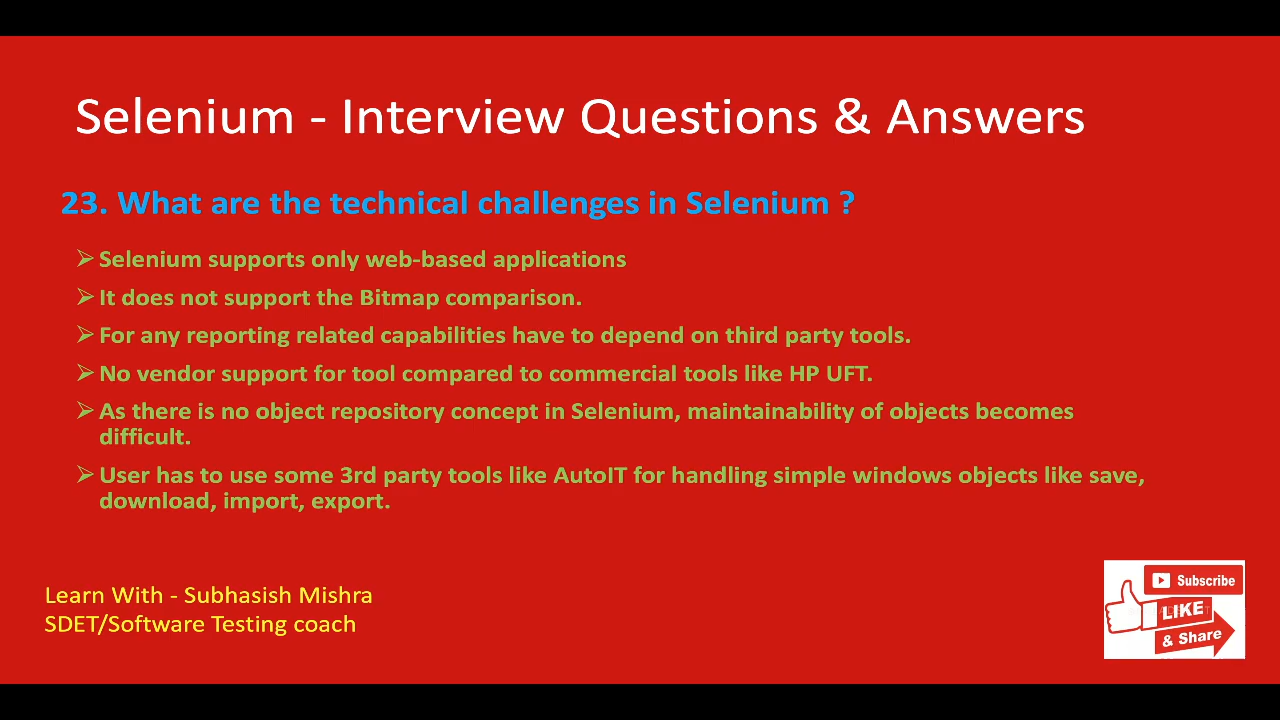 Selenium - Interview Questions & Answers
23. What are the technical challenges in Selenium ?
➢ Selenium supports only web-based applications
➢ It does not support the Bitmap comparison.
➢ For any reporting related capabilities have to depend on third party tools.
➢ No vendor support for tool compared to commercial tools like HP UFT.
➢ As there is no object repository concept in Selenium, maintainability of objects becomes
difficult.
➢ User has to use some 3rd party tools like AutoIT for handling simple windows objects like save,
download, import, export.
Learn With - Subhasish Mishra
SDET/Software Testing coach
Subscribe
LIKE
& Share